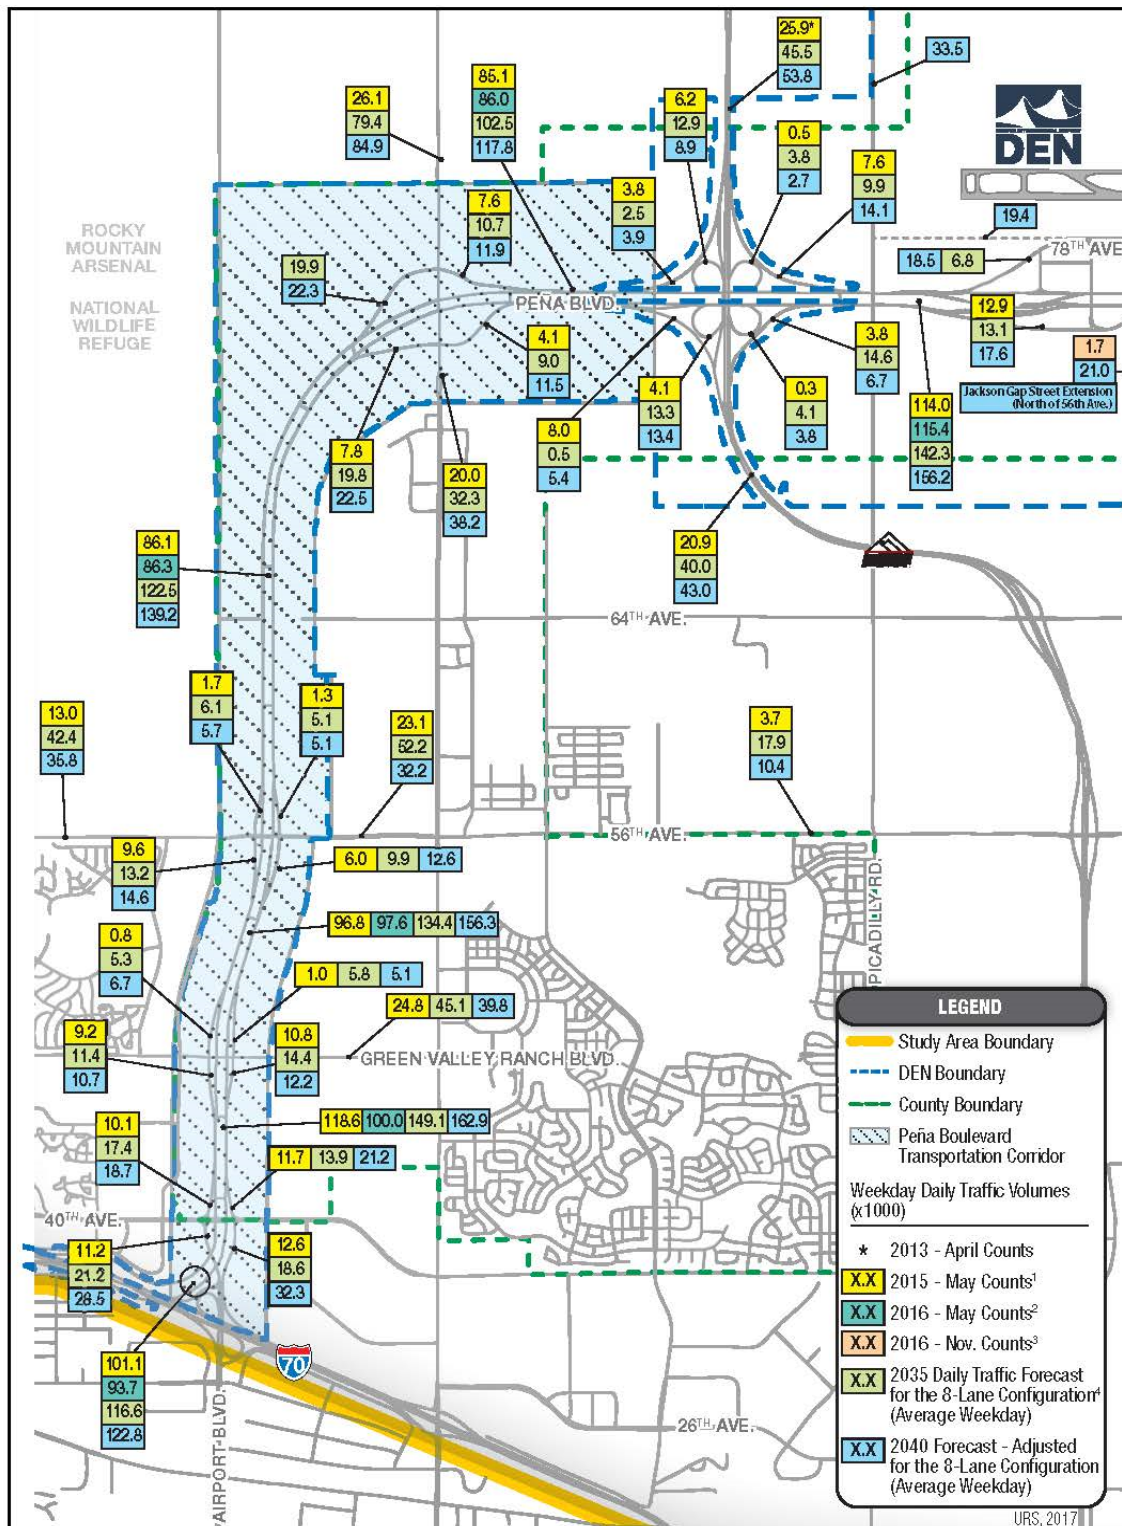 25.9*
45.5
53.8
33.5
85.1
86.0
102.5
117.8
26.1
79.4
84.9
6.2
12.9
8.9
0.5
3.8
2.7
DEN
7.6
9.9
14.1
3.8
2.5
3.9
7.6
10.7
11.9
19.4
78TH AVE
ROCKY
MOUNTAIN
ARSENAL
NATIONAL
WILDLIFE
REFUGE
19.9
22.3
18.5 6.8
PEÑA BLVD.
12.9
13.1
17.6
4.1
9.0
11.5
3.8
14.6
6.7
1.7
21.0
Jackson Gap Street Extension
(North of 56th Ave.)
4.1
13.3
13.4
0.3
4.1
3.8
114.0
115.4
142.3
156.2
8.0
0.5
5.4
7.8
19.8
22.5
20.0
32.3
38.2
86.1
86.3
122.5
139.2
20.9
40.0
43.0
64TH AVE.
1.7
6.1
5.7
1.3
5.1
5.1
13.0
42.4
35.8
23.1
52.2
32.2
3.7
17.9
10.4
56TH AVE.
9.6
13.2
14.6
6.0 9.9 12.6
PICADILLY RD.
96.8 97.6 134.4 156.3
0.8
5.3
6.7
1.0 5.8 5.1
24.8 45.1 39.8
9.2
11.4
10.7
10.8
14.4
12.2
GREEN VALLEY RANCH BLVD.
118.6 100.0 149.1 162.9
10.1
17.4
18.7
11.7 13.9 21.2
40TH AVE.
11.2
21.2
28.5
12.6
18.6
32.3
70
101.1
93.7
116.6
122.8
AIRPORT BLVD.
26TH AVE.
LEGEND
Study Area Boundary
DEN Boundary
County Boundary
Peña Boulevard
Transportation Corridor
Weekday Daily Traffic Volumes
(x1000)
* 2013 - April Counts
X.X 2015 - May Counts¹
X.X 2016 - May Counts²
X.X 2016 - Nov. Counts³
X.X 2035 Daily Traffic Forecast
for the 8-Lane Configuration⁴
(Average Weekday)
X.X 2040 Forecast - Adjusted
for the 8-Lane Configuration
(Average Weekday)
URS, 2017